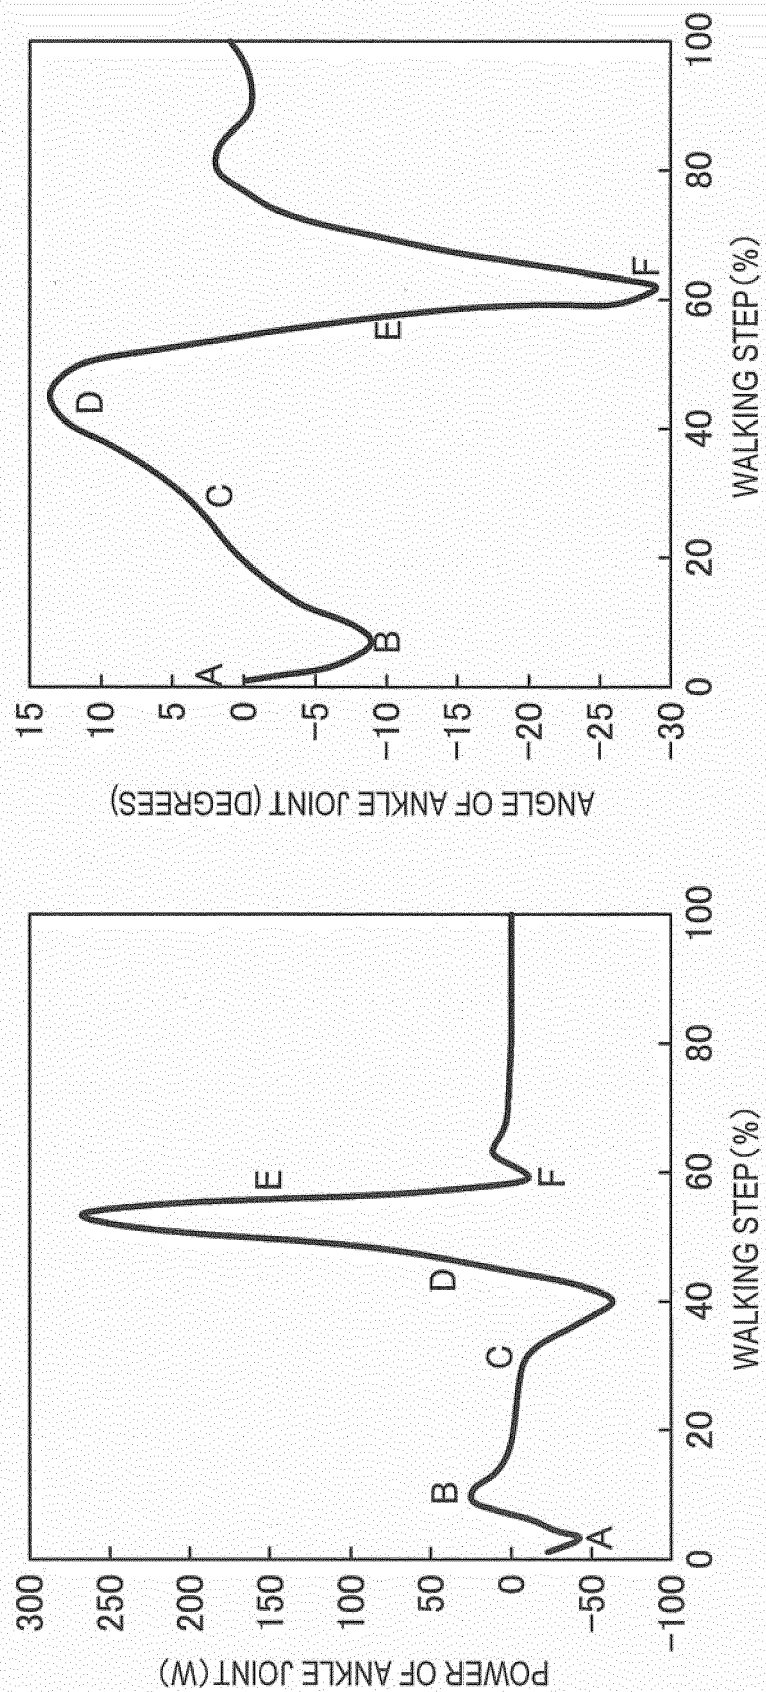 POWER OF ANKLE JOINT (W)
300
250
200
150
100
50
0
-50
-100
A
B
C
D
E
F
0
20
40
60
80
100
WALKING STEP (%)
ANGLE OF ANKLE JOINT (DEGREES)
15
10
5
0
-5
-10
-15
-20
-25
-30
A
B
C
D
E
F
0
20
40
60
80
100
WALKING STEP (%)